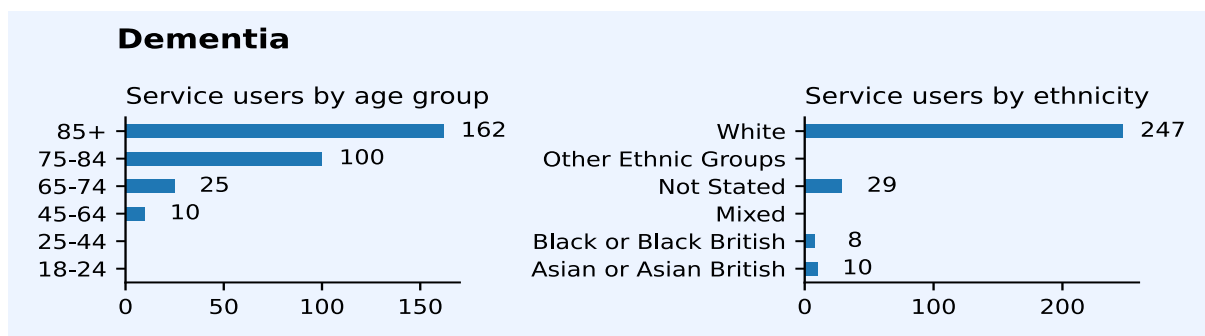 Dementia
Service users by age group
85+ 162
75-84 100
65-74 25
45-64 10
25-44
18-24
0 50 100 150
Service users by ethnicity
White 247
Other Ethnic Groups
Not Stated 29
Mixed
Black or Black British 8
Asian or Asian British 10
0 100 200